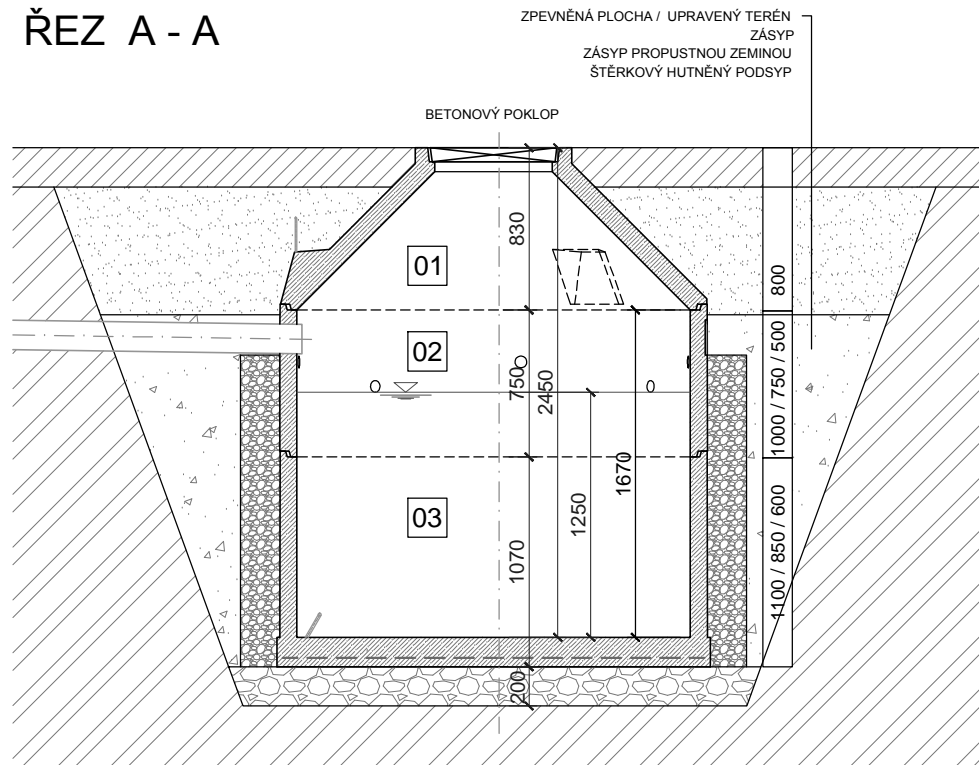 ŘEZ A - A
ZPEVNĚNÁ PLOCHA / UPRAVENÝ TERÉN
ZÁSYP
ZÁSYP PROPUSTNOU ZEMINOU
ŠTĚRKOVÝ HUTNĚNÝ PODSYP
BETONOVÝ POKLOP
830
01
800
02
750
2450
1000 / 750 / 500
1670
03
1250
1070
1100 / 850 / 600
200